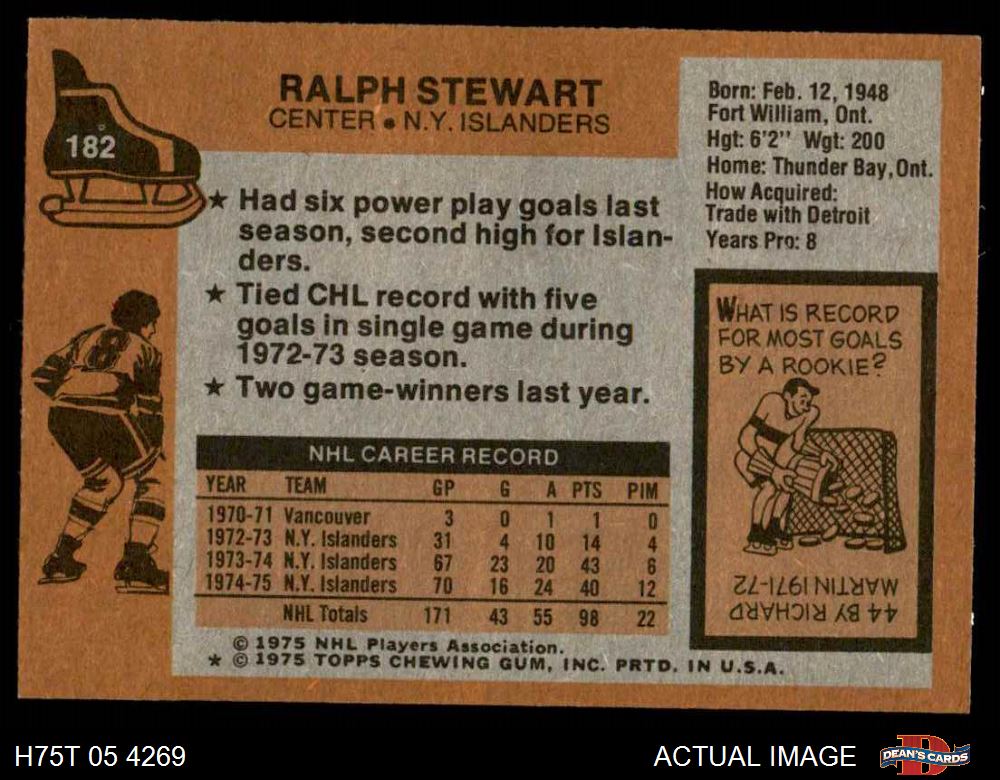 182
RALPH STEWART
CENTER • N.Y. ISLANDERS
★ Had six power play goals last
season, second high for Islan-
ders.
★ Tied CHL record with five
goals in single game during
1972-73 season.
★ Two game-winners last year.
Born: Feb. 12, 1948
Fort William, Ont.
Hgt: 6'2" Wgt: 200
Home: Thunder Bay, Ont.
How Acquired:
Trade with Detroit
Years Pro: 8
8
WHAT IS RECORD
FOR MOST GOALS
BY A ROOKIE?
44 BY RICHARD
MARTIN 1971-72
NHL CAREER RECORD
YEAR TEAM GP G A PTS PIM
1970-71 Vancouver 3 0 1 1 0
1972-73 N.Y. Islanders 31 4 10 14 4
1973-74 N.Y. Islanders 67 23 20 43 6
1974-75 N.Y. Islanders 70 16 24 40 12
NHL Totals 171 43 55 98 22
© 1975 NHL Players Association.
★ © 1975 TOPPS CHEWING GUM, INC. PRTD. IN U.S.A.
H75T 05 4269
ACTUAL IMAGE
D
DEAN'S CARDS